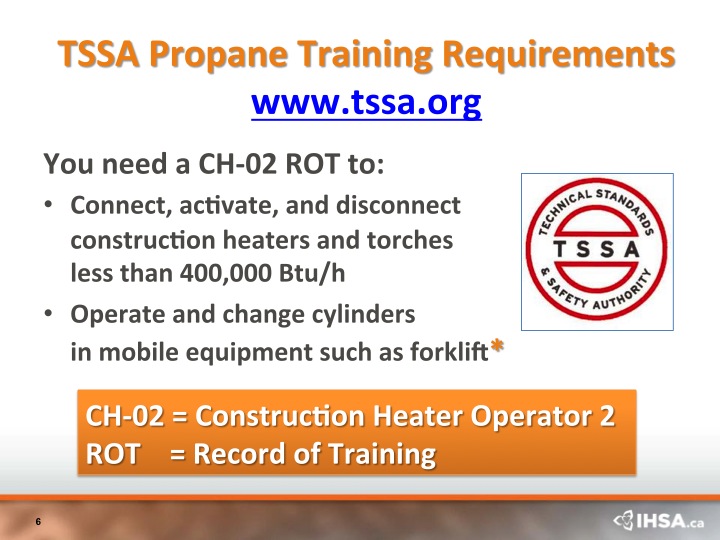 TSSA Propane Training Requirements
www.tssa.org
You need a CH-02 ROT to:
• Connect, activate, and disconnect
construction heaters and torches
less than 400,000 Btu/h
• Operate and change cylinders
in mobile equipment such as forklift*
TECHNICAL STANDARDS
TSSA
& SAFETY AUTHORITY
CH-02 = Construction Heater Operator 2
ROT = Record of Training
6
IHSA.ca